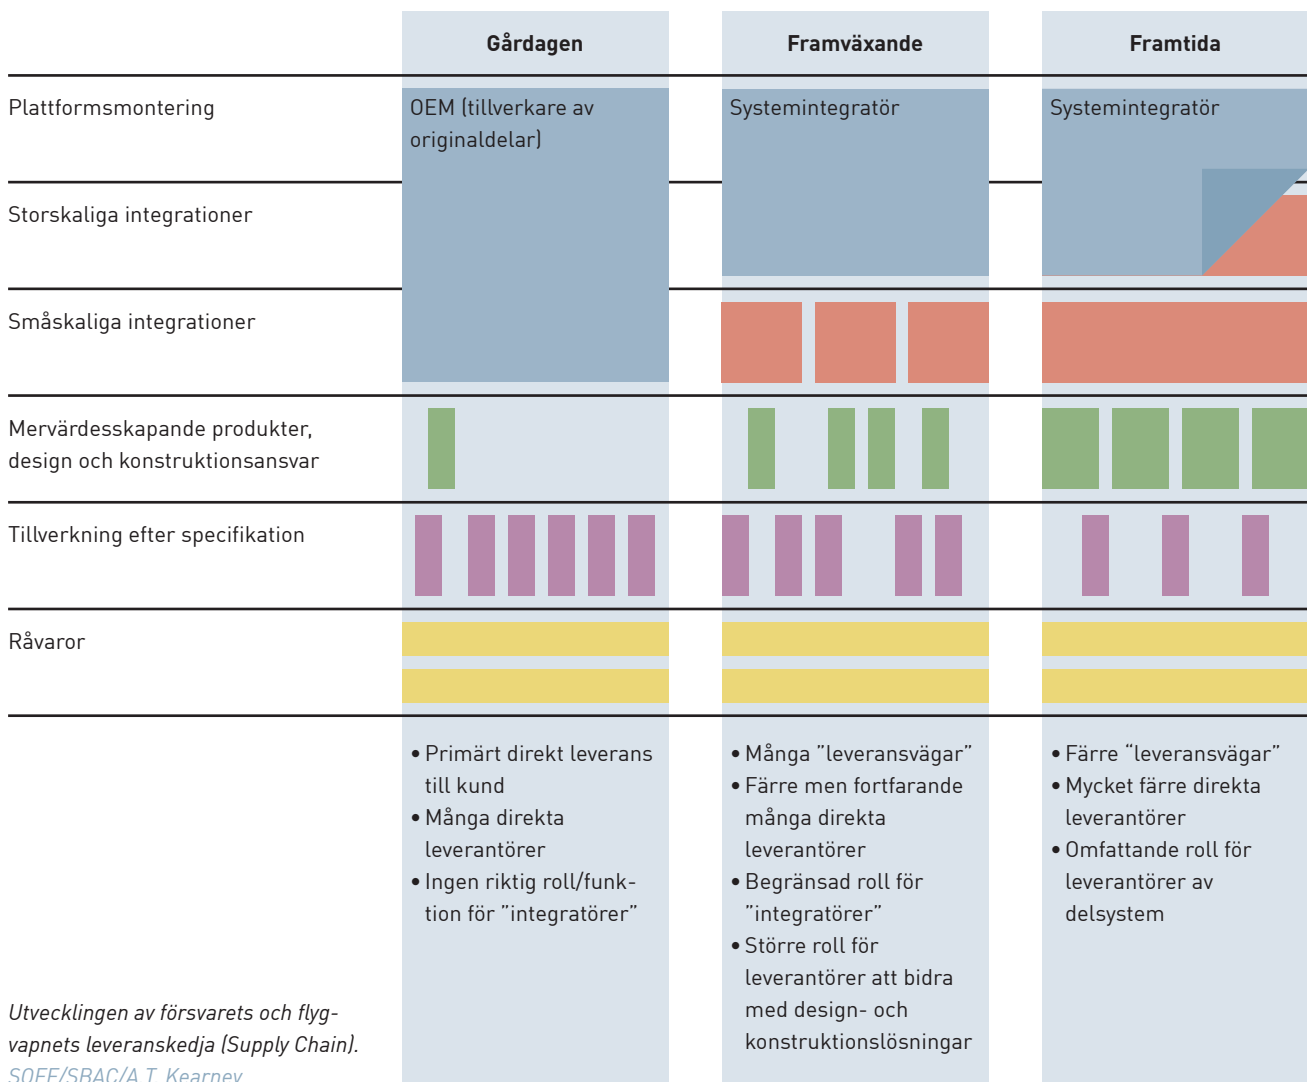 Gårdagen
Framväxande
Framtida
Plattformsmontering
OEM (tillverkare av
originaldelar)
Systemintegratör
Systemintegratör
Storskaliga integrationer
Småskaliga integrationer
Mervärdesskapande produkter,
design och konstruktionsansvar
Tillverkning efter specifikation
Råvaror
• Primärt direkt leverans
till kund
• Många direkta
leverantörer
• Ingen riktig roll/funk-
tion för ”integratörer”
• Många ”leveransvägar”
• Färre men fortfarande
många direkta
leverantörer
• Begränsad roll för
”integratörer”
• Större roll för
leverantörer att bidra
med design- och
konstruktionslösningar
• Färre “leveransvägar”
• Mycket färre direkta
leverantörer
• Omfattande roll för
leverantörer av
delsystem
Utvecklingen av försvarets och flyg-
vapnets leveranskedja (Supply Chain).
SOFF/SBAC/A.T. Kearney